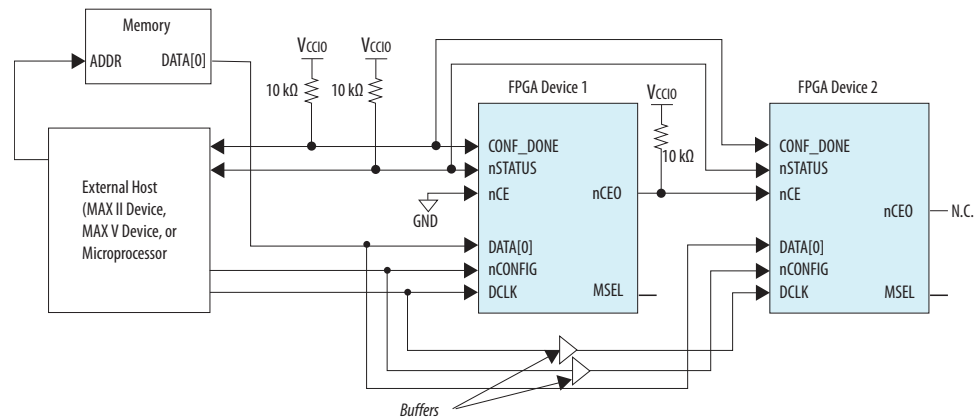 Memory
ADDR
DATA[0]
VCCIO
VCCIO
10 kΩ
10 kΩ
External Host
(MAX II Device,
MAX V Device, or
Microprocessor
GND
FPGA Device 1
CONF_DONE
nSTATUS
nCE
nCEO
DATA[0]
nCONFIG
DCLK
MSEL
VCCIO
10 kΩ
FPGA Device 2
CONF_DONE
nSTATUS
nCE
nCEO
N.C.
DATA[0]
nCONFIG
DCLK
MSEL
Buffers